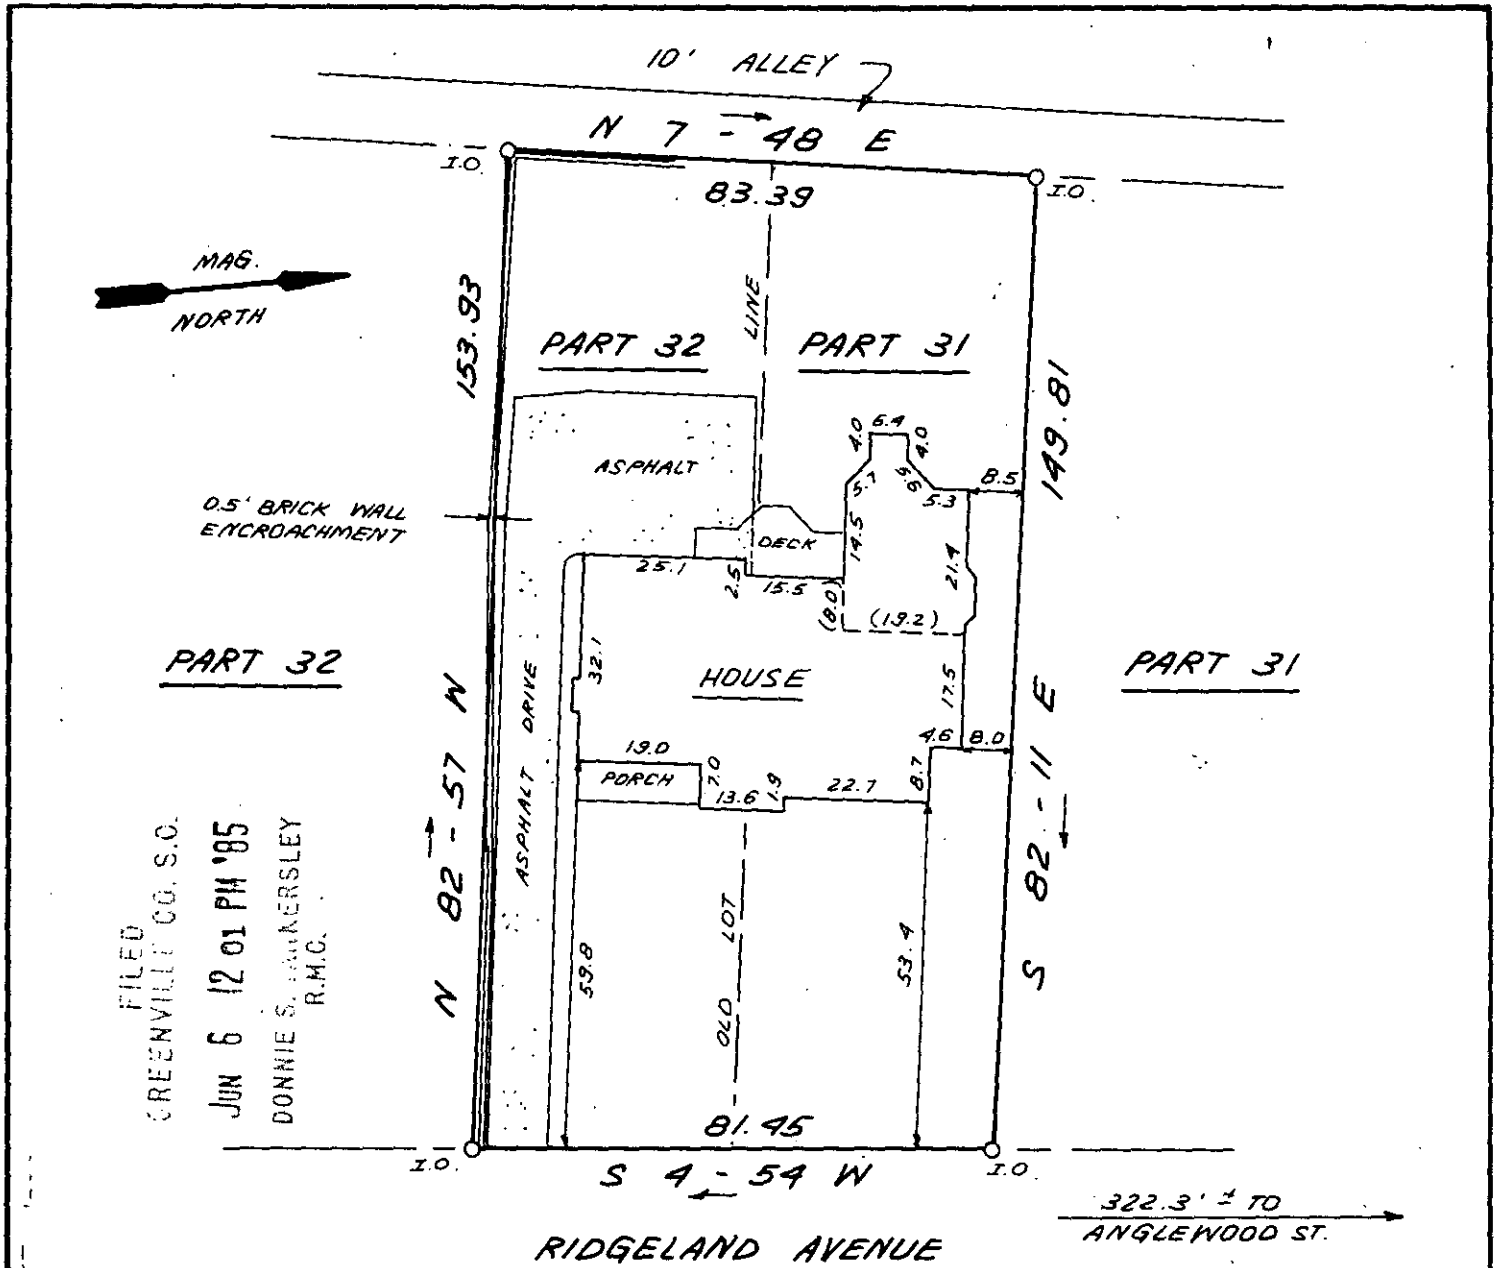 10' ALLEY
N 7 - 48 E
I.O.
I.O.
83.39
MAG.
NORTH
153.93
LINE
PART 32
PART 31
149.81
4.0
6.4
4.0
5.7
5.6
5.3
8.5
ASPHALT
0.5' BRICK WALL
ENCROACHMENT
DECK
14.5
21.4
25.1
2.5
15.5
(8.0)
(19.2)
PART 32
32.1
HOUSE
17.5
PART 31
N 82 - 57 W
ASPHALT DRIVE
19.0
PORCH
7.0
13.6
1.9
22.7
8.7
4.6
8.0
S 82 - 11 E
FILED
GREENVILLE CO. S.C.
JUN 6 12 01 PM '85
DONNIE S.
R.M.C.
59.8
OLD LOT
53.4
81.45
I.O.
S 4 - 54 W
I.O.
322.3' ± TO
ANGLEWOOD ST.
RIDGELAND AVENUE